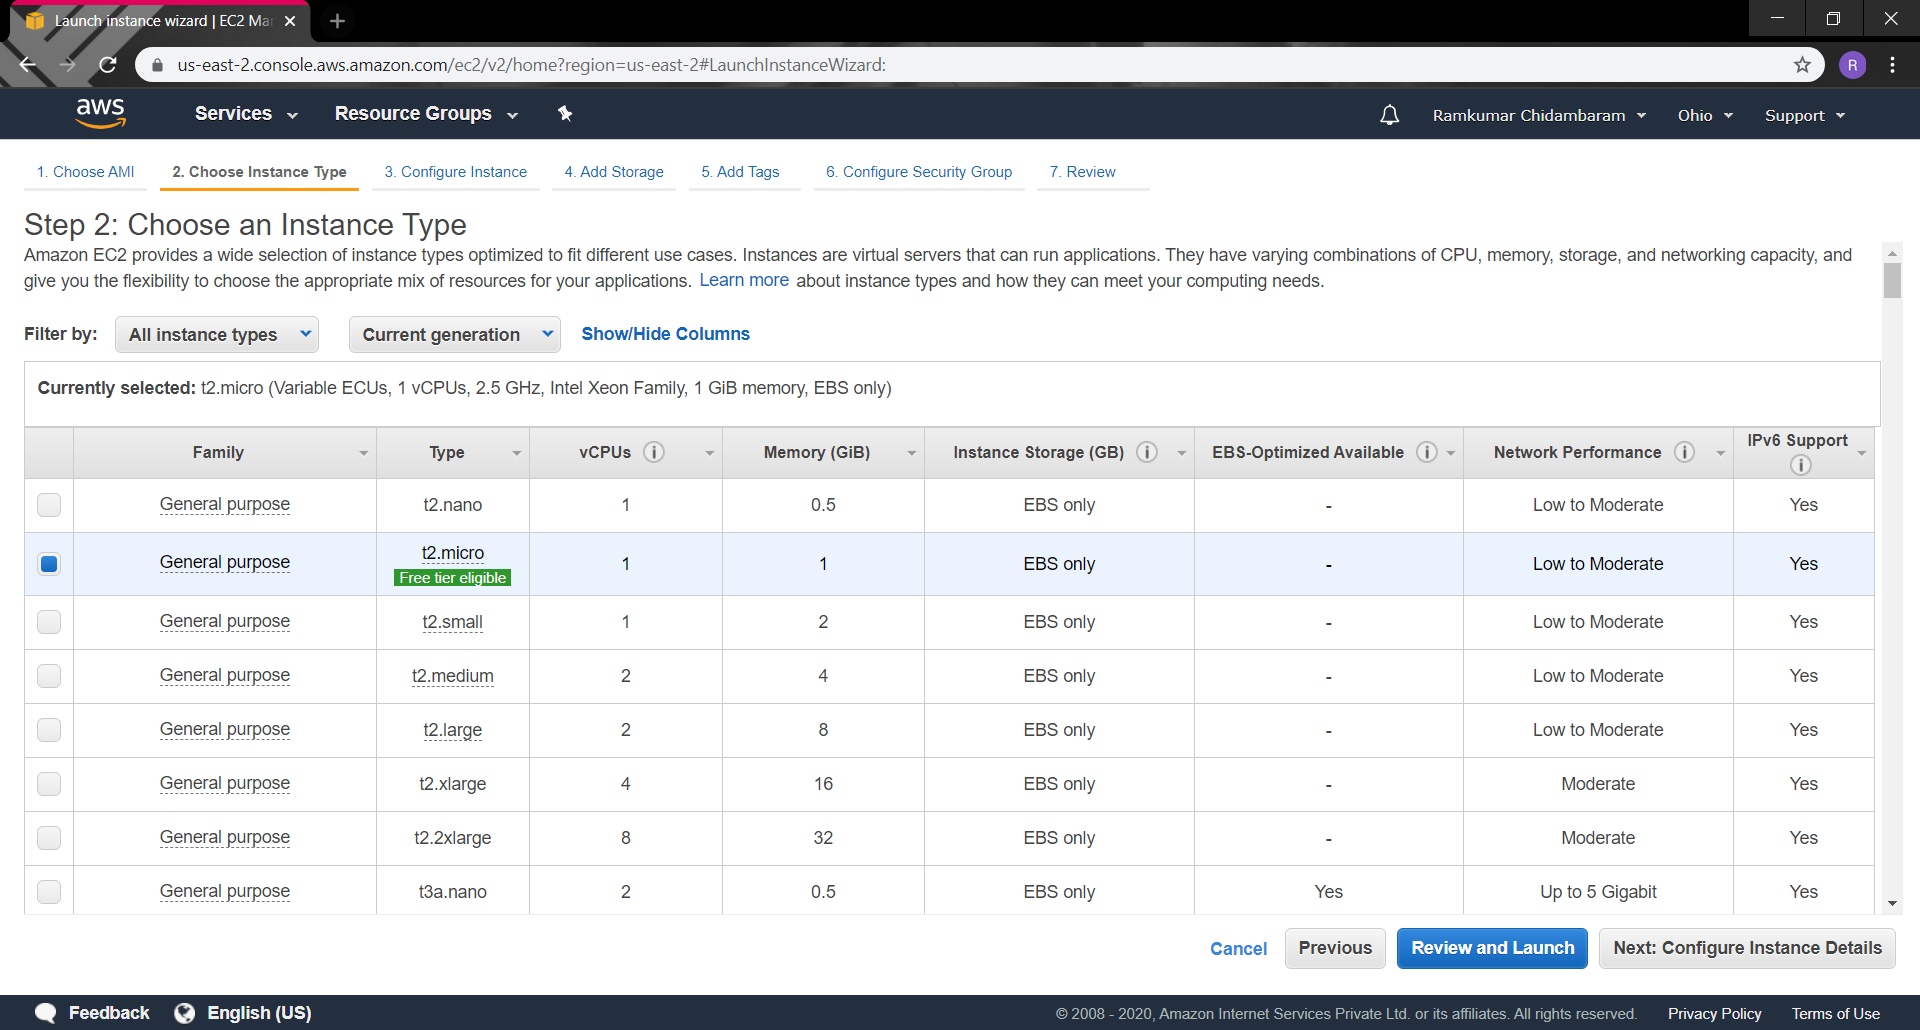 Launch instance wizard | EC2 Mar
us-east-2.console.aws.amazon.com/ec2/v2/home?region=us-east-2#LaunchInstanceWizard:
R
aws
Services
Resource Groups
Ramkumar Chidambaram
Ohio
Support
1. Choose AMI
2. Choose Instance Type
3. Configure Instance
4. Add Storage
5. Add Tags
6. Configure Security Group
7. Review
Step 2: Choose an Instance Type
Amazon EC2 provides a wide selection of instance types optimized to fit different use cases. Instances are virtual servers that can run applications. They have varying combinations of CPU, memory, storage, and networking capacity, and
give you the flexibility to choose the appropriate mix of resources for your applications. Learn more about instance types and how they can meet your computing needs.
Filter by: All instance types Current generation Show/Hide Columns
Currently selected: t2.micro (Variable ECUs, 1 vCPUs, 2.5 GHz, Intel Xeon Family, 1 GiB memory, EBS only)
Family Type vCPUs Memory (GiB) Instance Storage (GB) EBS-Optimized Available Network Performance IPv6 Support
General purpose t2.nano 1 0.5 EBS only - Low to Moderate Yes
General purpose t2.micro 1 1 EBS only - Low to Moderate Yes
Free tier eligible
General purpose t2.small 1 2 EBS only - Low to Moderate Yes
General purpose t2.medium 2 4 EBS only - Low to Moderate Yes
General purpose t2.large 2 8 EBS only - Low to Moderate Yes
General purpose t2.xlarge 4 16 EBS only - Moderate Yes
General purpose t2.2xlarge 8 32 EBS only - Moderate Yes
General purpose t3a.nano 2 0.5 EBS only Yes Up to 5 Gigabit Yes
Cancel Previous Review and Launch Next: Configure Instance Details
Feedback English (US) © 2008 - 2020, Amazon Internet Services Private Ltd. or its affiliates. All rights reserved. Privacy Policy Terms of Use